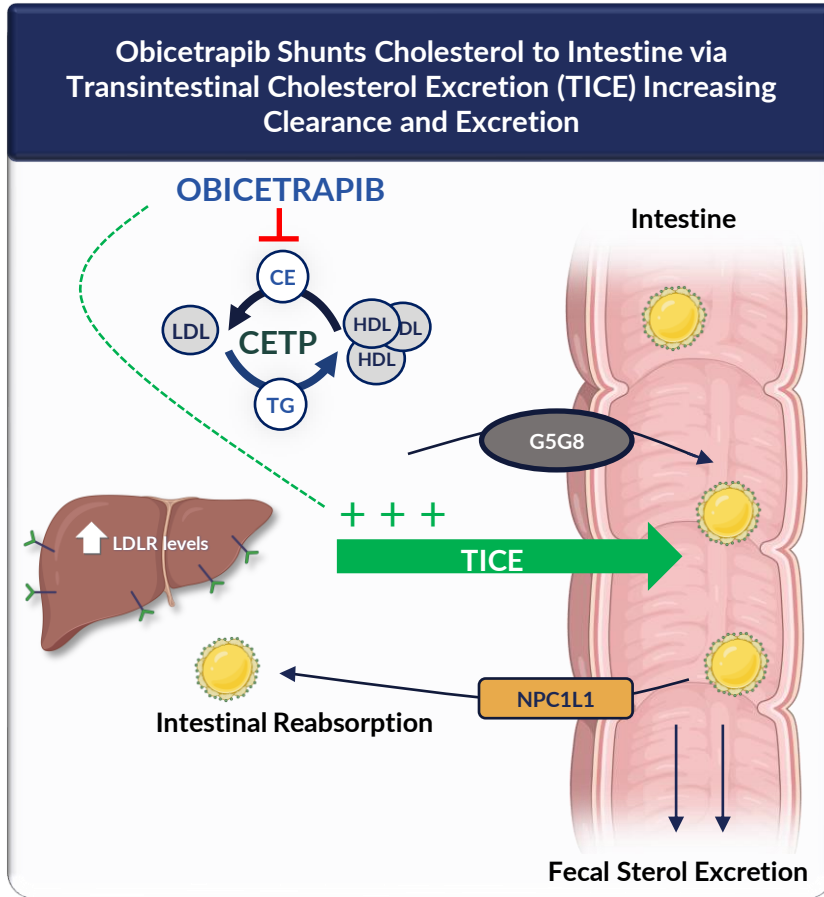 Obicetrapib Shunts Cholesterol to Intestine via
Transintestinal Cholesterol Excretion (TICE) Increasing
Clearance and Excretion
OBICETRAPIB
Intestine
CE
LDL
CETP
HDL
DL
HDL
TG
G5G8
+ + +
LDLR levels
TICE
NPC1L1
Intestinal Reabsorption
Fecal Sterol Excretion